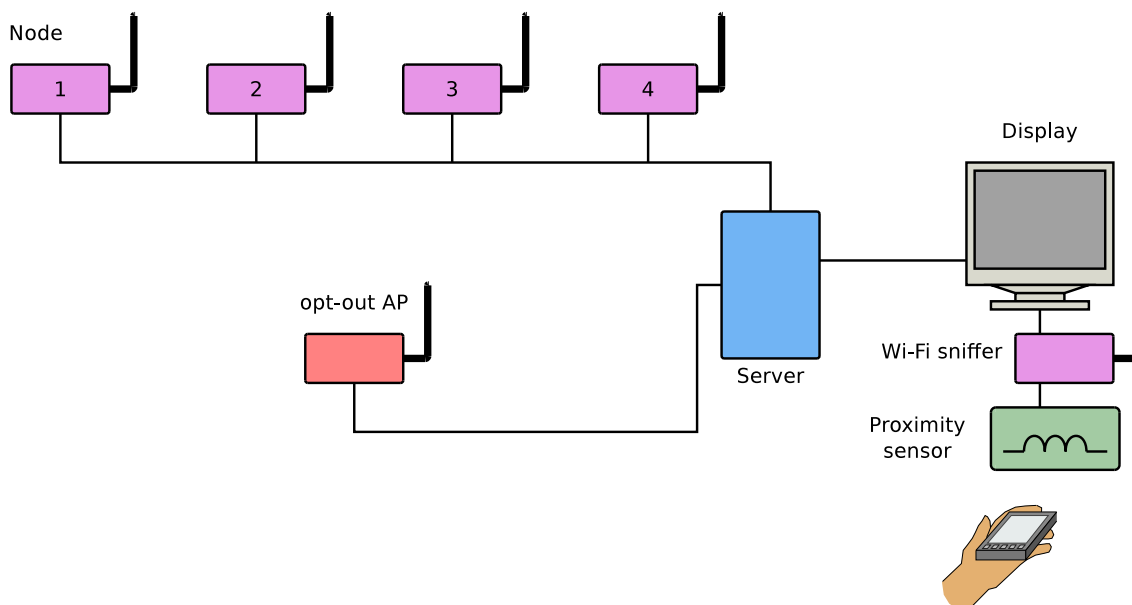 Node
1
2
3
4
Display
opt-out AP
Wi-Fi sniffer
Server
Proximity
sensor